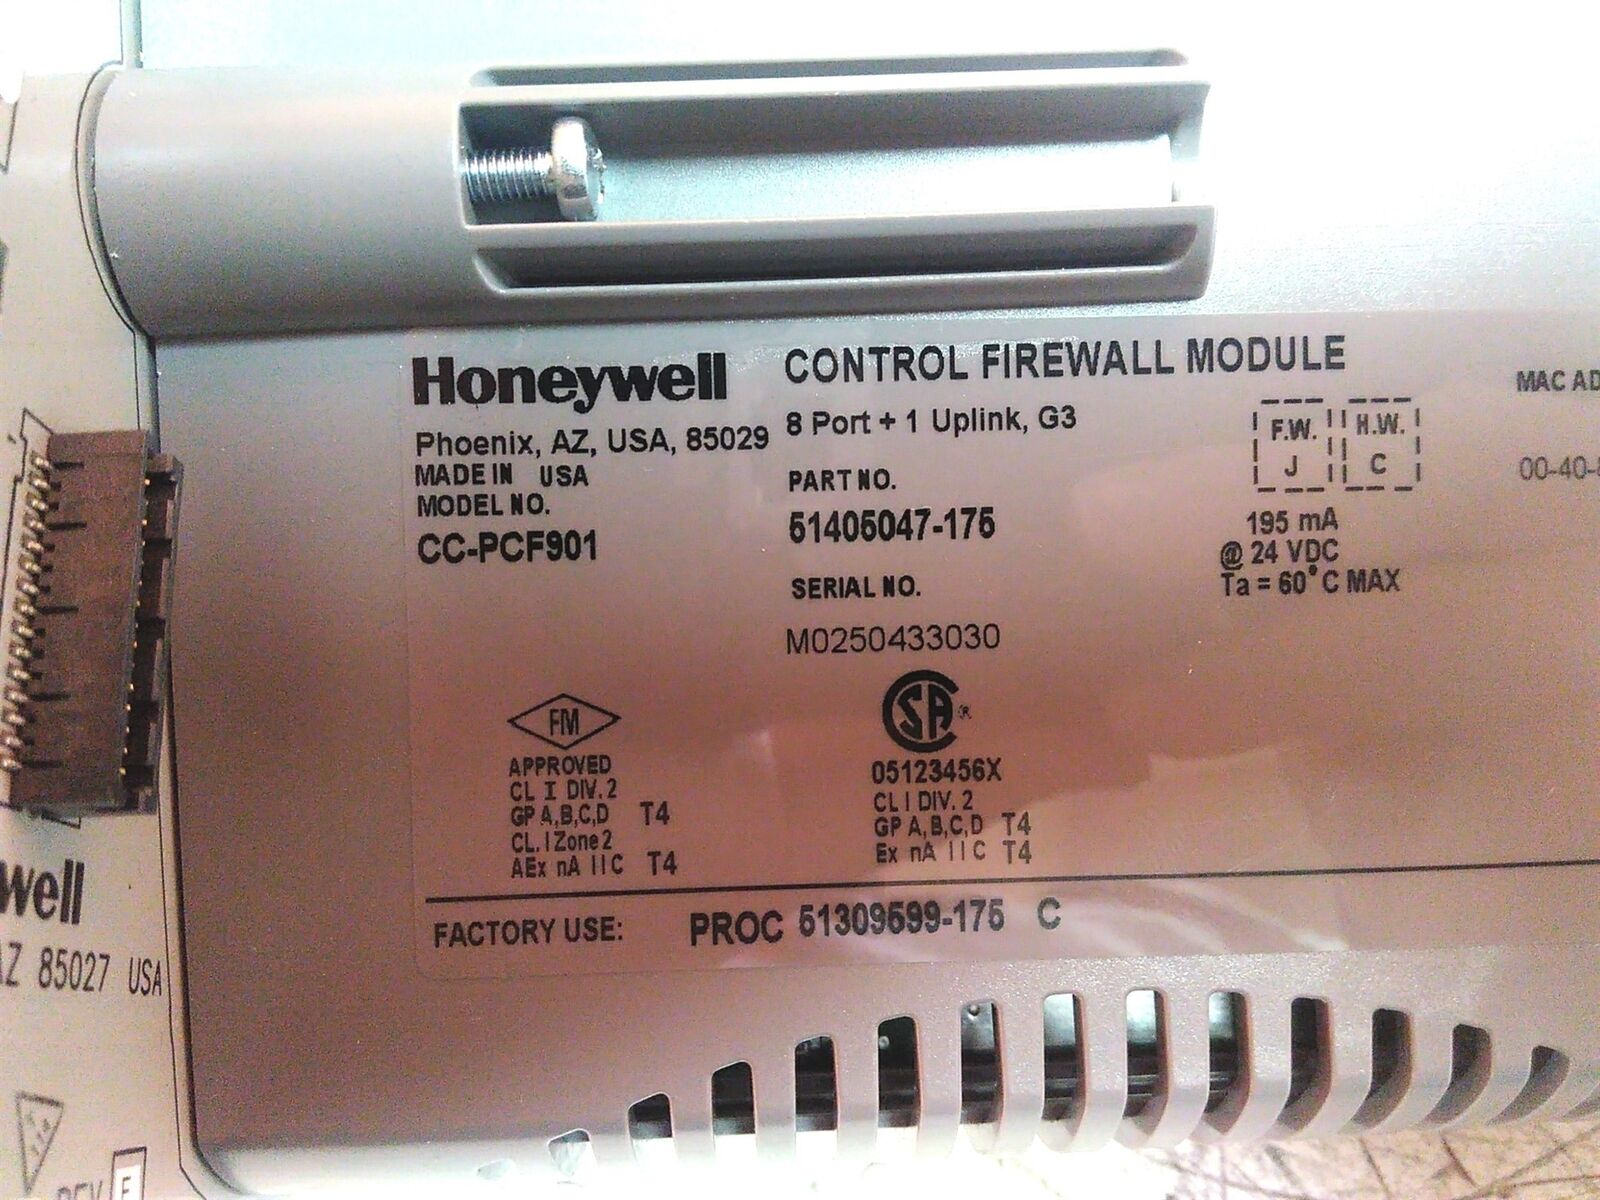 Honeywell
Phoenix, AZ, USA, 85029
MADE IN USA
MODEL NO.
CC-PCF901
CONTROL FIREWALL MODULE
8 Port + 1 Uplink, G3
PART NO.
51405047-175
SERIAL NO.
M0250433030
F.W. H.W.
J C
195 mA
@ 24 VDC
Ta = 60°C MAX
MAC AD
00-40-
FM
APPROVED
CL I DIV. 2
GP A,B,C,D T4
CL. I Zone 2
AEx nA IIC T4
CSA ®
05123456X
CL I DIV. 2
GP A,B,C,D T4
Ex nA IIC T4
FACTORY USE: PROC 51309599-175 C
well
AZ 85027 USA
REV E